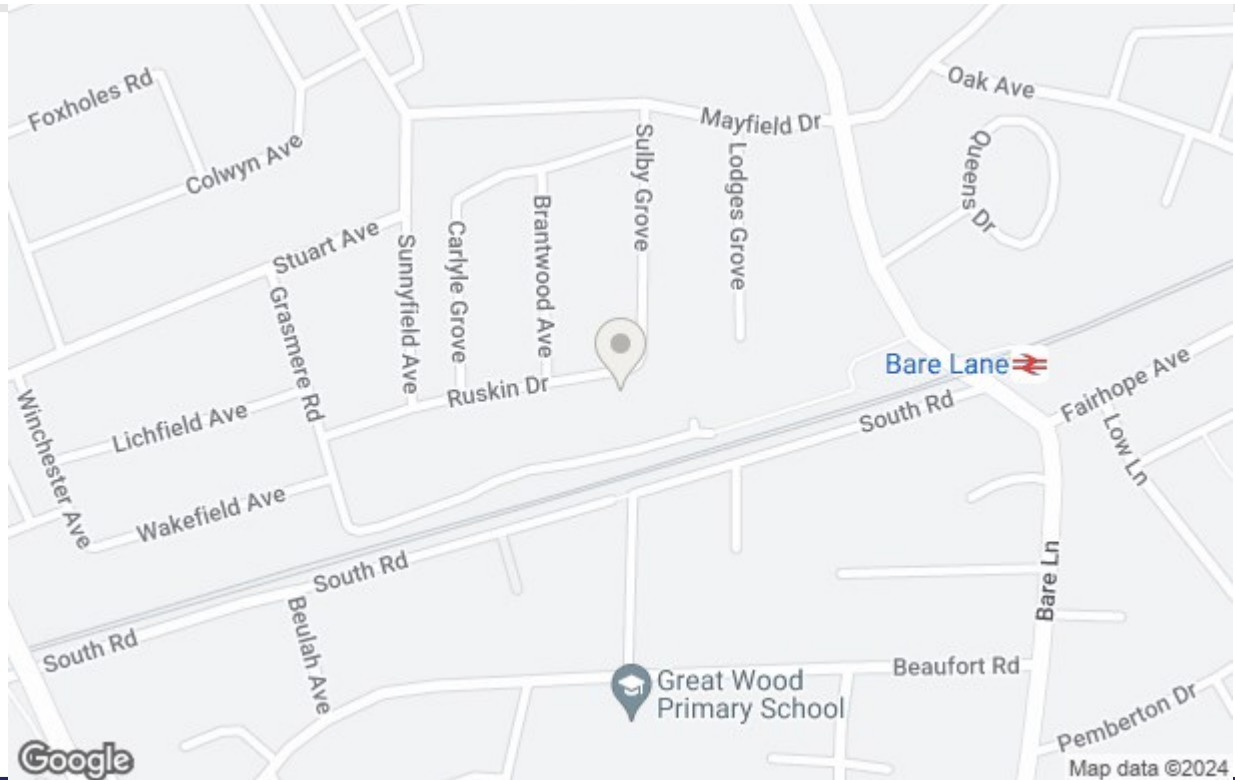 Foxholes Rd
Colwyn Ave
Stuart Ave
Sunnyfield Ave
Carlyle Grove
Brantwood Ave
Sulby Grove
Lodges Grove
Mayfield Dr
Oak Ave
Queens Dr
Grasmere Rd
Ruskin Dr
Bare Lane
Fairhope Ave
Low Ln
South Rd
Winchester Ave
Lichfield Ave
Wakefield Ave
South Rd
South Rd
Beulah Ave
Bare Ln
Beaufort Rd
Great Wood
Primary School
Pemberton Dr
Google
Map data ©2024